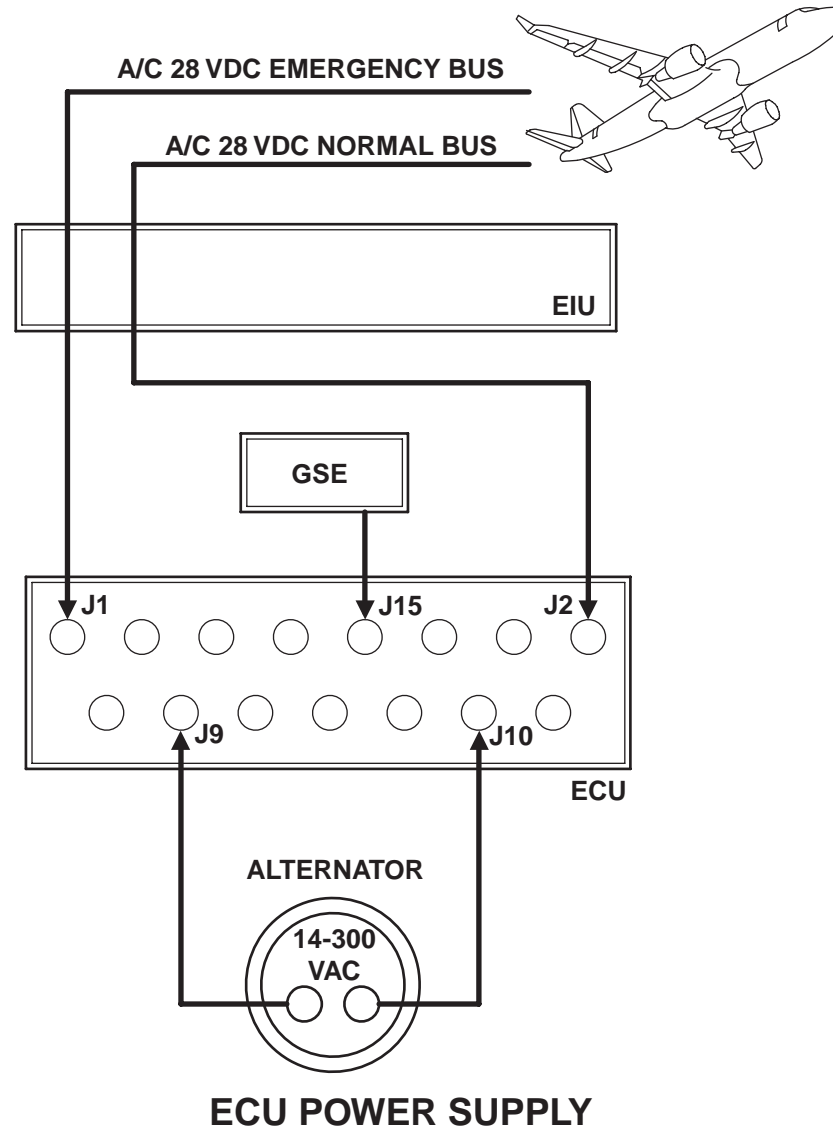 A/C 28 VDC EMERGENCY BUS
A/C 28 VDC NORMAL BUS
EIU
GSE
J1
J15
J2
J9
J10
ECU
ALTERNATOR
14-300
VAC
ECU POWER SUPPLY